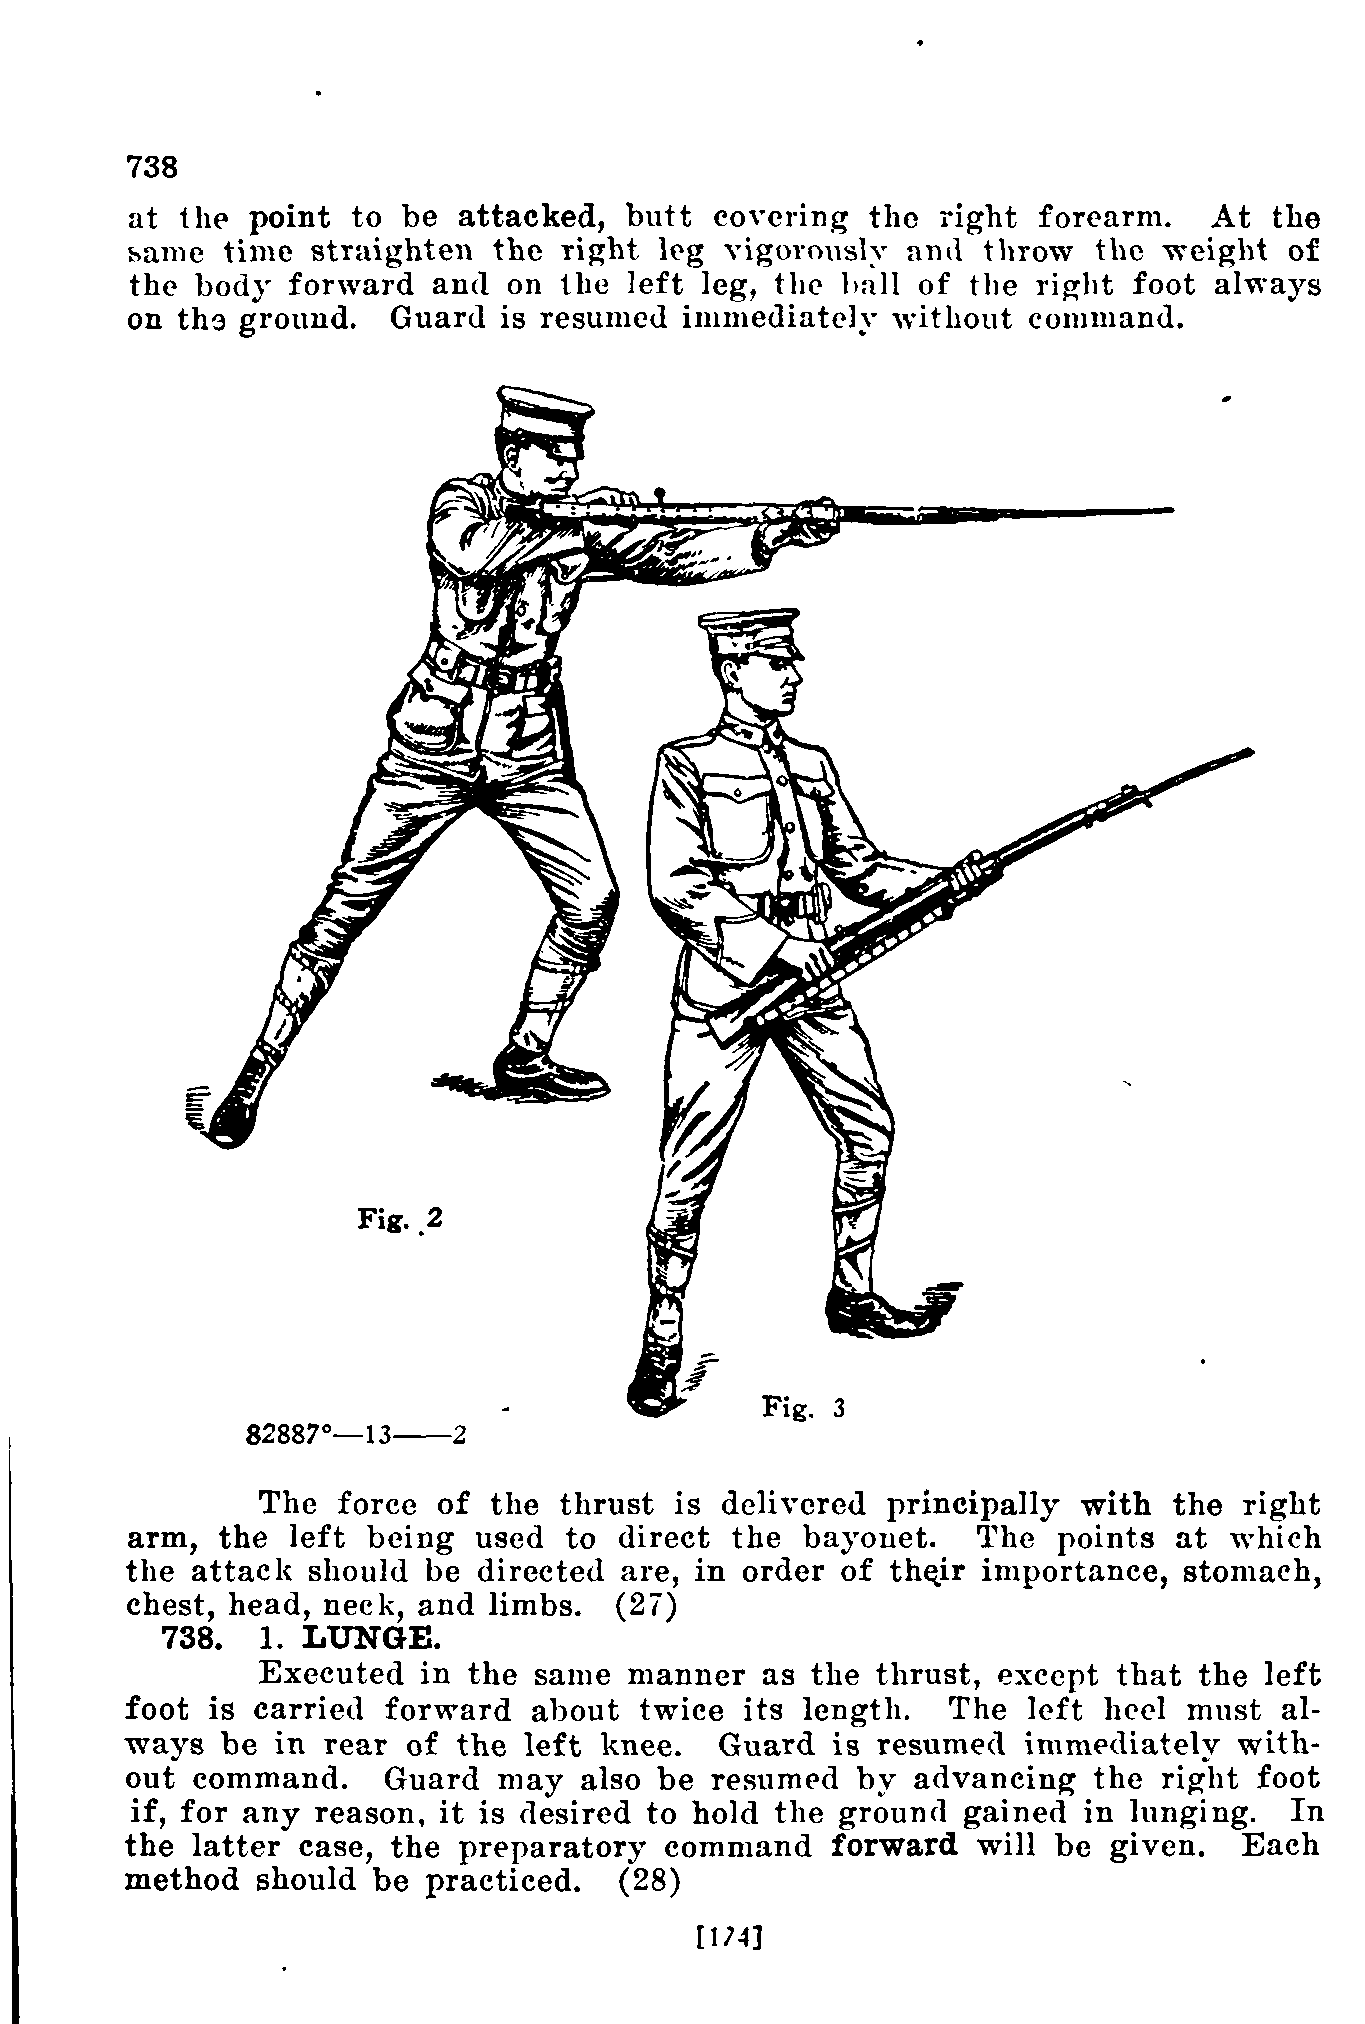 738
at the point to be attacked, butt covering the right forearm. At the
same time straighten the right leg vigorously and throw the weight of
the body forward and on the left leg, the ball of the right foot always
on the ground. Guard is resumed immediately without command.
Fig. 2
Fig. 3
82887°—13——2
The force of the thrust is delivered principally with the right
arm, the left being used to direct the bayonet. The points at which
the attack should be directed are, in order of their importance, stomach,
chest, head, neck, and limbs. (27)
738. 1. LUNGE.
Executed in the same manner as the thrust, except that the left
foot is carried forward about twice its length. The left heel must al-
ways be in rear of the left knee. Guard is resumed immediately with-
out command. Guard may also be resumed by advancing the right foot
if, for any reason, it is desired to hold the ground gained in lunging. In
the latter case, the preparatory command forward will be given. Each
method should be practiced. (28)
[174]